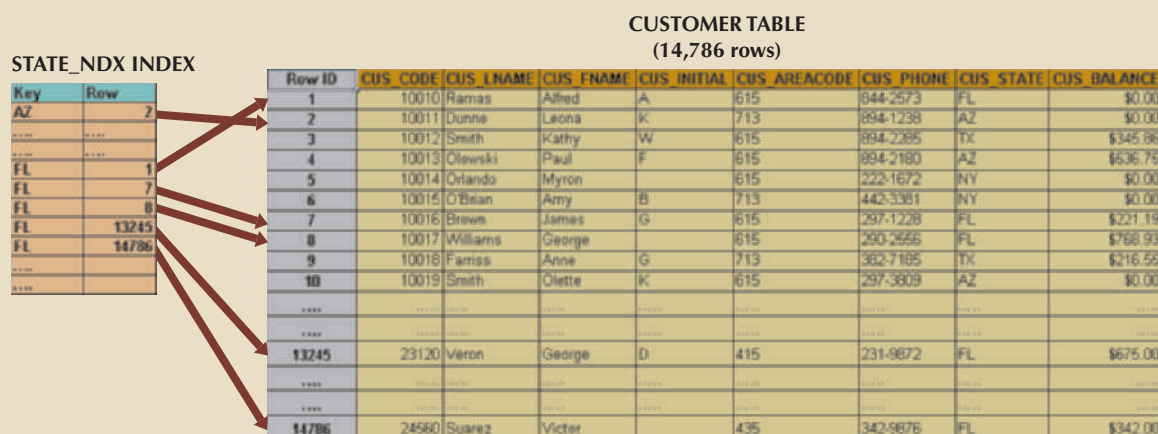 CUSTOMER TABLE
(14,786 rows)
STATE_NDX INDEX
Key Row
AZ 2
.... ....
.... ....
FL 1
FL 7
FL 8
FL 13245
FL 14786
....
....
Row ID CUS_CODE CUS_LNAME CUS_FNAME CUS_INITIAL CUS_AREACODE CUS_PHONE CUS_STATE CUS_BALANCE
1 10010 Ramas Alfred A 615 844-2573 FL $0.00
2 10011 Dunne Leona K 713 894-1238 AZ $0.00
3 10012 Smith Kathy W 615 894-2285 TX $345.86
4 10013 Olowski Paul F 615 894-2180 AZ $536.75
5 10014 Orlando Myron 615 222-1672 NY $0.00
6 10015 O'Brian Amy B 713 442-3381 NY $0.00
7 10016 Brown James G 615 297-1228 FL $221.19
8 10017 Williams George 615 290-2556 FL $768.93
9 10018 Farriss Anne G 713 382-7185 TX $216.55
10 10019 Smith Olette K 615 297-3809 AZ $0.00
.... ..... ..... ..... ..... ..... ..... ..... .....
.... ..... ..... ..... ..... ..... ..... ..... .....
13245 23120 Veron George D 415 231-9872 FL $675.00
.... ..... ..... ..... ..... ..... ..... ..... .....
.... ..... ..... ..... ..... ..... ..... ..... .....
14786 24560 Suarez Victor 435 342-9876 FL $342.00